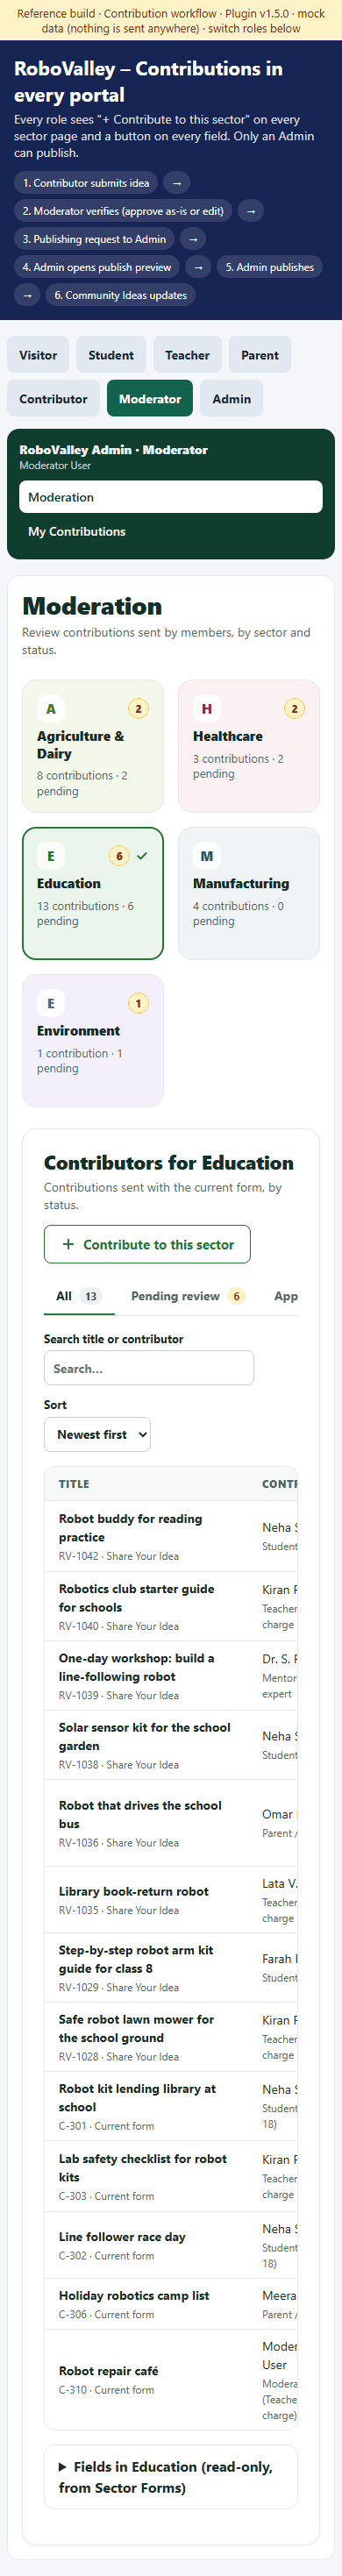 Reference build · Contribution workflow · Plugin v1.5.0 · mock
data (nothing is sent anywhere) · switch roles below
RoboValley – Contributions in
every portal
Every role sees "+ Contribute to this sector" on every
sector page and a button on every field. Only an Admin
can publish.
1. Contributor submits idea →
2. Moderator verifies (approve as-is or edit) →
3. Publishing request to Admin →
4. Admin opens publish preview → 5. Admin publishes
→ 6. Community Ideas updates
Visitor Student Teacher Parent
Contributor Moderator Admin
RoboValley Admin · Moderator
Moderator User
Moderation
My Contributions
Moderation
Review contributions sent by members, by sector and
status.
A 2
Agriculture &
Dairy
8 contributions · 2
pending
H 2
Healthcare
3 contributions · 2
pending
E 6 ✓
Education
13 contributions · 6
pending
M
Manufacturing
4 contributions · 0
pending
E 1
Environment
1 contribution · 1
pending
Contributors for Education
Contributions sent with the current form, by
status.
+ Contribute to this sector
All 13 Pending review 6 App
Search title or contributor
Search...
Sort
Newest first
TITLE CONTR
Robot buddy for reading
practice
RV-1042 · Share Your Idea
Neha S
Student
Robotics club starter guide
for schools
RV-1040 · Share Your Idea
Kiran P
Teacher
charge
One-day workshop: build a
line-following robot
RV-1039 · Share Your Idea
Dr. S. P
Mentor
expert
Solar sensor kit for the school
garden
RV-1038 · Share Your Idea
Neha S
Student
Robot that drives the school
bus
RV-1036 · Share Your Idea
Omar
Parent /
Library book-return robot
RV-1035 · Share Your Idea
Lata V.
Teacher
charge
Step-by-step robot arm kit
guide for class 8
RV-1029 · Share Your Idea
Farah
Student
Safe robot lawn mower for
the school ground
RV-1028 · Share Your Idea
Kiran P
Teacher
charge
Robot kit lending library at
school
C-301 · Current form
Neha S
Student
18)
Lab safety checklist for robot
kits
C-303 · Current form
Kiran P
Teacher
charge
Line follower race day
C-302 · Current form
Neha S
Student
18)
Holiday robotics camp list
C-306 · Current form
Meera
Parent /
Robot repair café
C-310 · Current form
Moder
User
Modera
(Teache
charge)
▶ Fields in Education (read-only,
from Sector Forms)